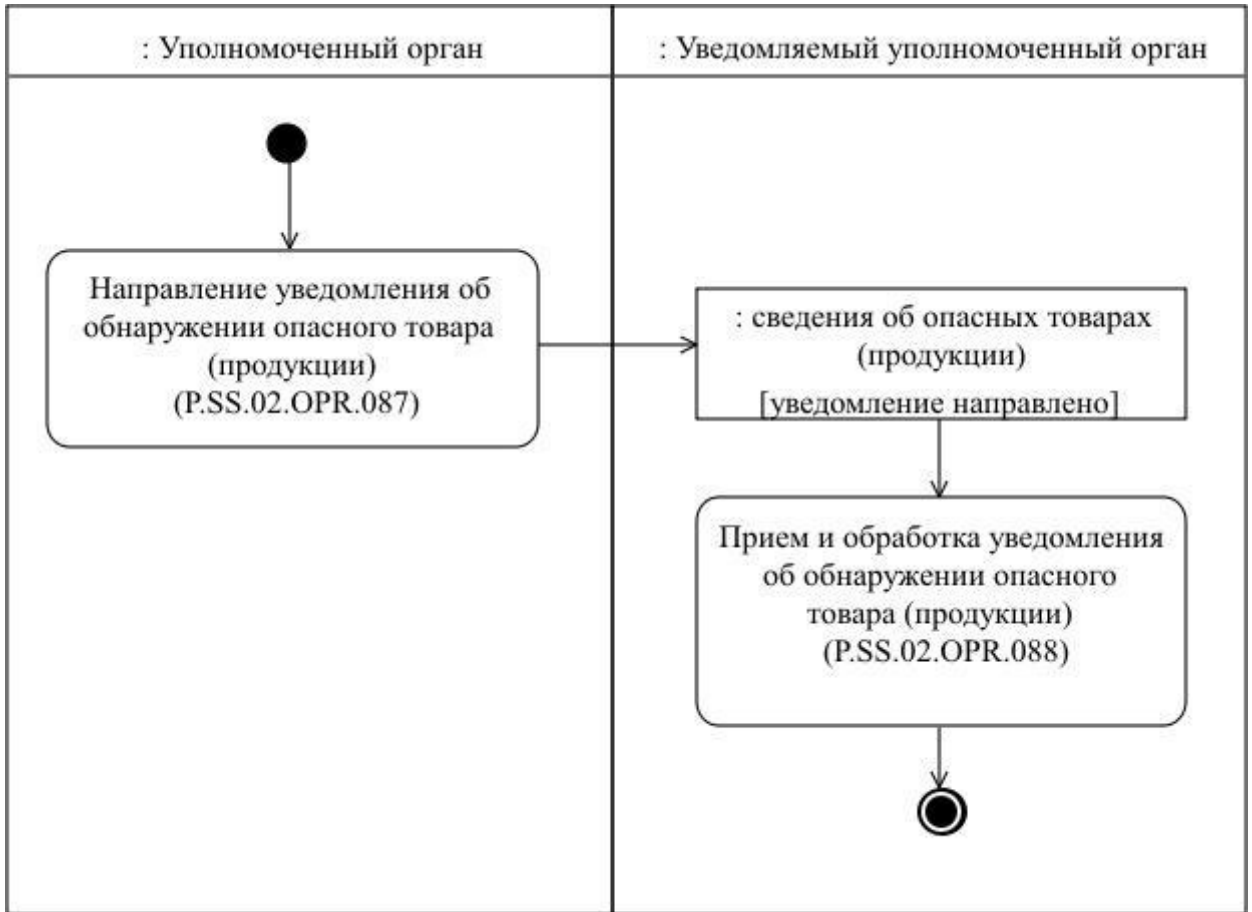 : Уполномоченный орган
: Уведомляемый уполномоченный орган
Направление уведомления об
обнаружении опасного товара
(продукции)
(P.SS.02.OPR.087)
: сведения об опасных товарах
(продукции)
[уведомление направлено]
Прием и обработка уведомления
об обнаружении опасного
товара (продукции)
(P.SS.02.OPR.088)